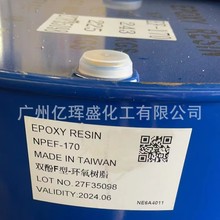 广州亿珲盛化工有限公司
EPOXY RESIN
NPEF-170
MADE IN TAIWAN
双酚F型-环氧树脂
LOT NO.27F35098
VALIDITY:2024.06
NE6A4011